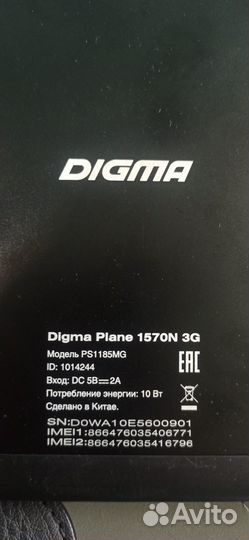 DIGMA
Digma Plane 1570N 3G
Модель PS1185MG
ID: 1014244
Вход: DC 5В⎓2А
Потребление энергии: 10 Вт
Сделано в Китае.
EAC
SN:D0WA10E5600901
IMEI1:866476035406771
IMEI2:866476035416796
Avito